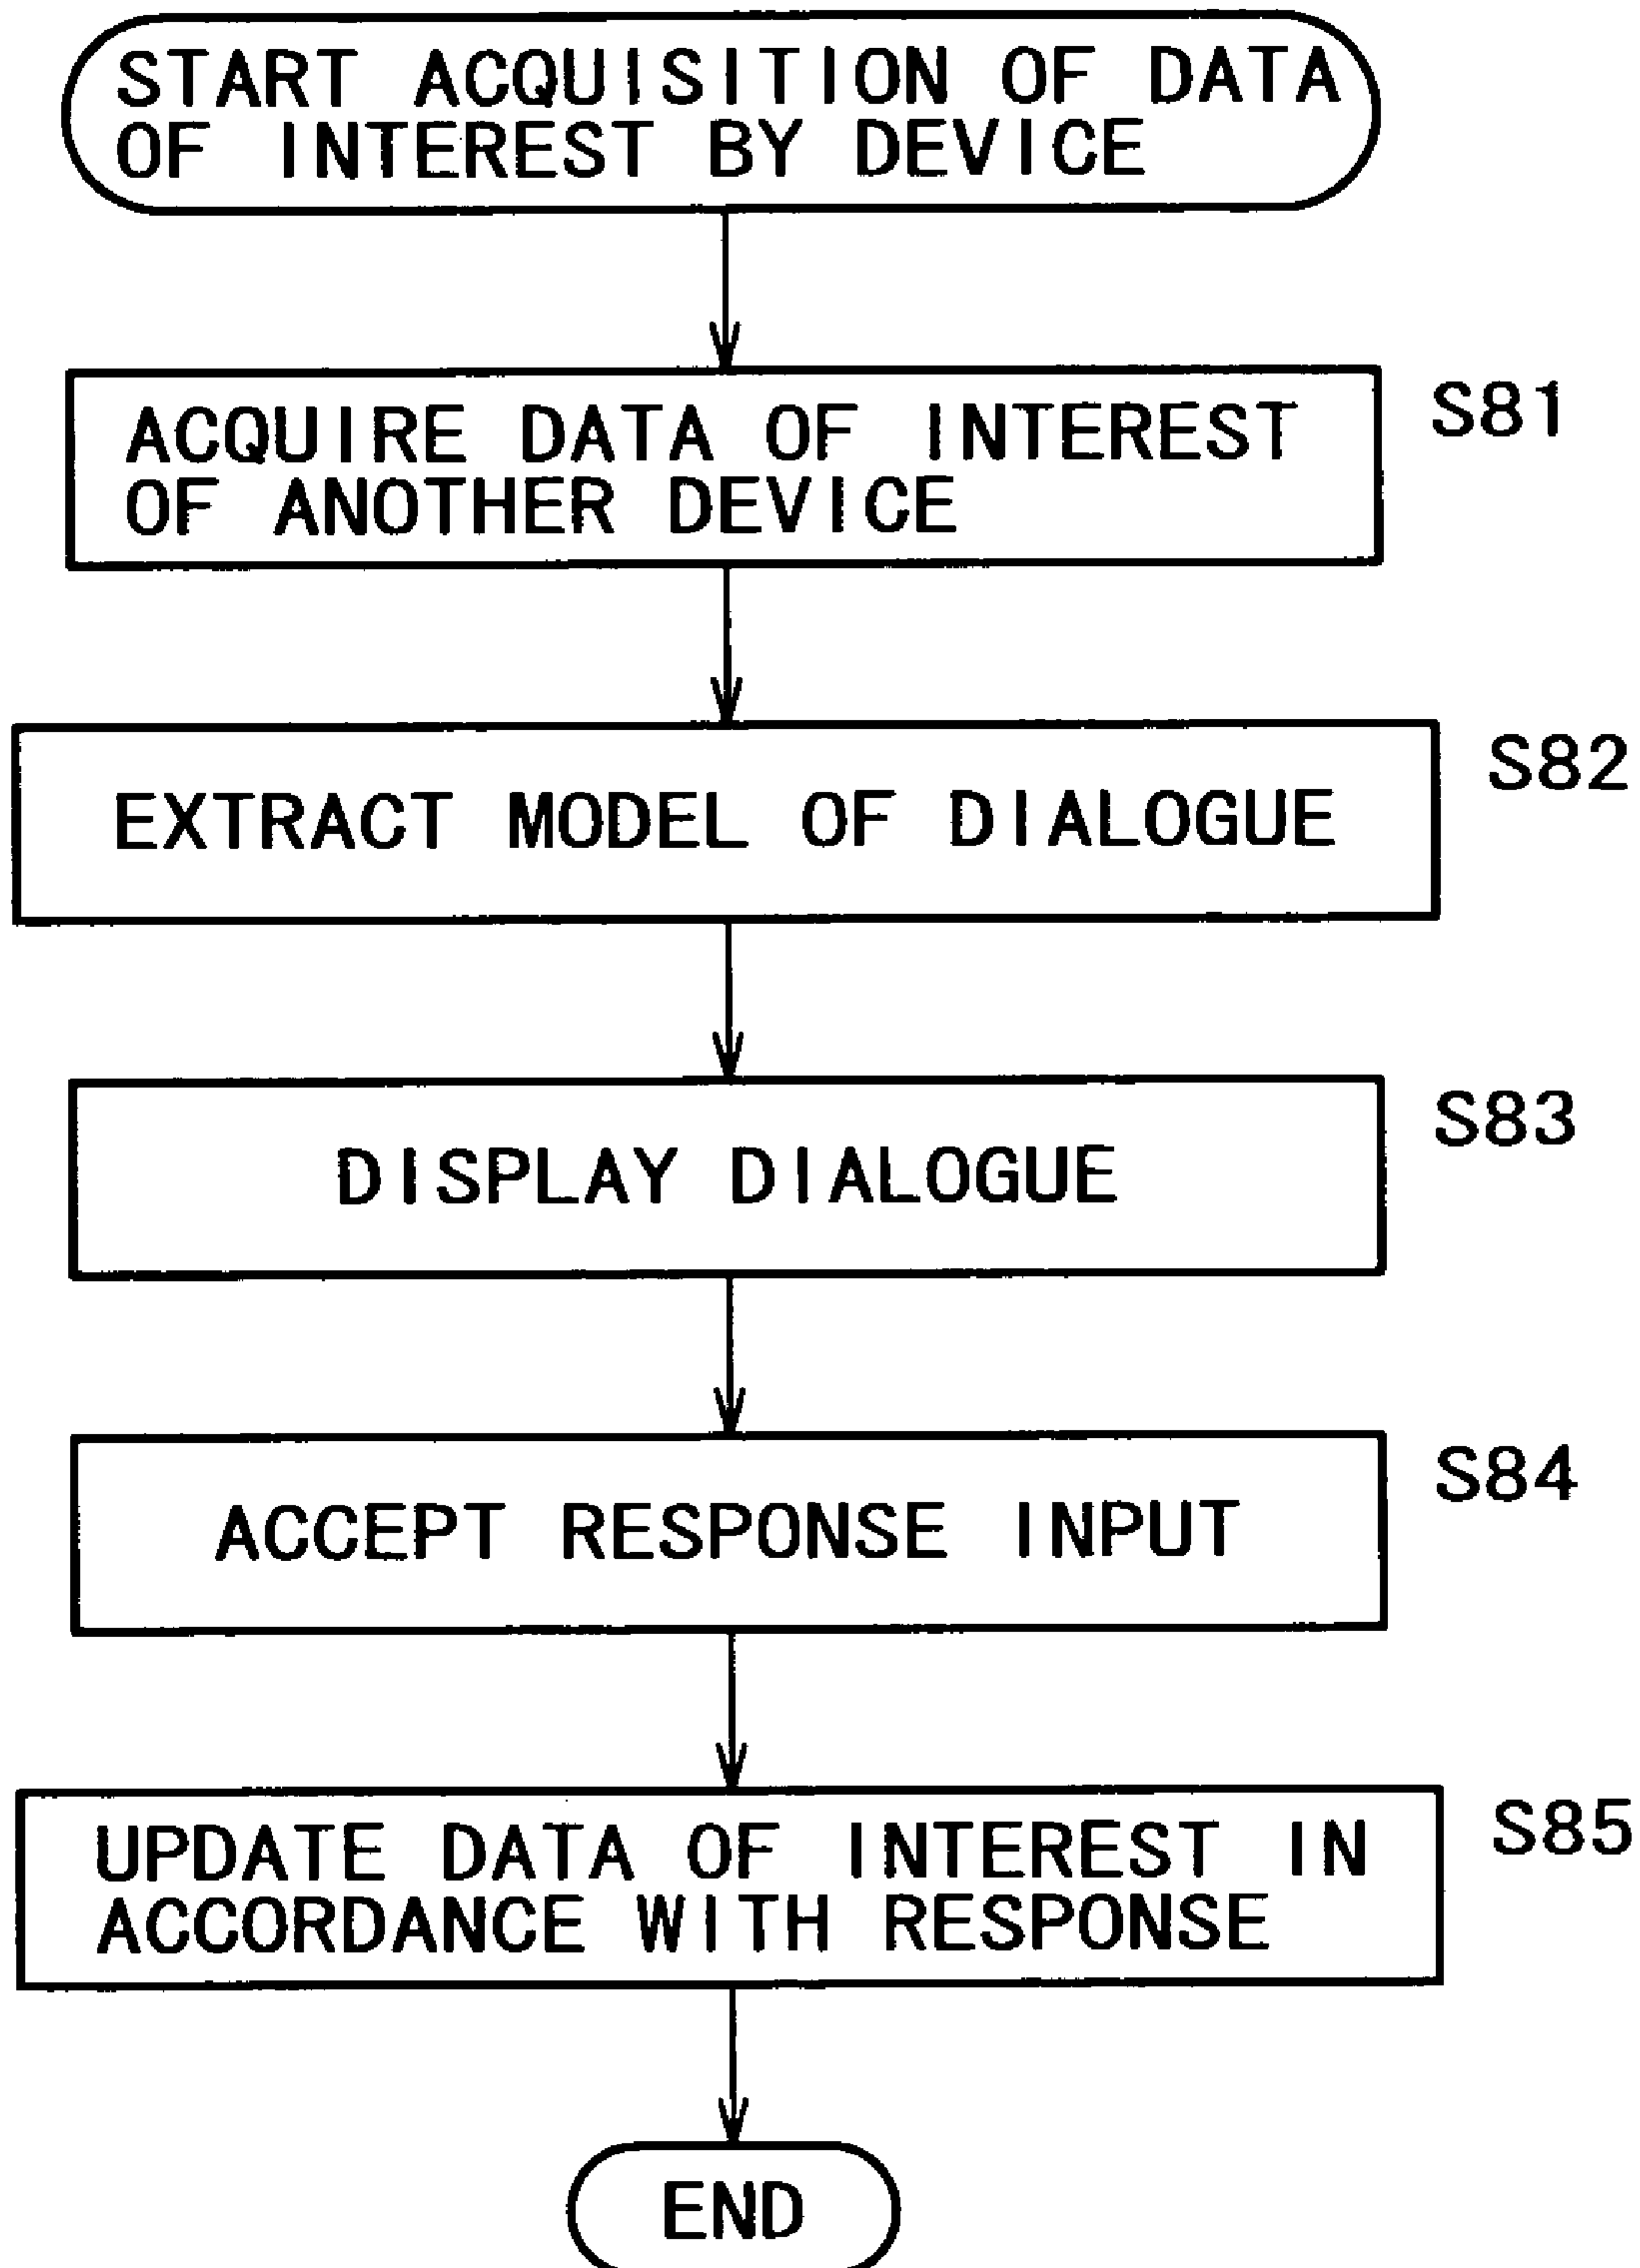 START ACQUISITION OF DATA
OF INTEREST BY DEVICE
S81
ACQUIRE DATA OF INTEREST
OF ANOTHER DEVICE
S82
EXTRACT MODEL OF DIALOGUE
S83
DISPLAY DIALOGUE
S84
ACCEPT RESPONSE INPUT
S85
UPDATE DATA OF INTEREST IN
ACCORDANCE WITH RESPONSE
END